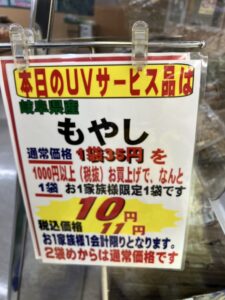 本日のUVサービス品は
岐阜県産
もやし
通常価格 1袋35円を
1000円以上(税抜)お買上げで、なんと
1袋 お1家族様限定1袋です
10円
税込価格 11円
お1家族様1会計限りとなります。
2袋めからは通常価格です